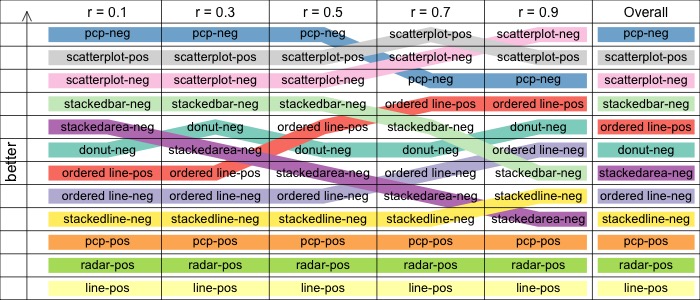 r = 0.1 r = 0.3 r = 0.5 r = 0.7 r = 0.9 Overall
pcp-neg pcp-neg pcp-neg scatterplot-pos scatterplot-neg pcp-neg
scatterplot-pos scatterplot-pos scatterplot-pos scatterplot-neg scatterplot-pos scatterplot-pos
scatterplot-neg scatterplot-neg scatterplot-neg pcp-neg pcp-neg scatterplot-neg
stackedbar-neg stackedbar-neg stackedbar-neg ordered line-pos ordered line-pos stackedbar-neg
stackedarea-neg donut-neg ordered line-pos stackedbar-neg donut-neg ordered line-pos
donut-neg stackedarea-neg donut-neg donut-neg ordered line-neg donut-neg
ordered line-pos ordered line-pos stackedarea-neg ordered line-neg stackedbar-neg stackedarea-neg
ordered line-neg ordered line-neg ordered line-neg stackedarea-neg stackedline-neg ordered line-neg
stackedline-neg stackedline-neg stackedline-neg stackedline-neg stackedarea-neg stackedline-neg
pcp-pos pcp-pos pcp-pos pcp-pos pcp-pos pcp-pos
radar-pos radar-pos radar-pos radar-pos radar-pos radar-pos
line-pos line-pos line-pos line-pos line-pos line-pos
better